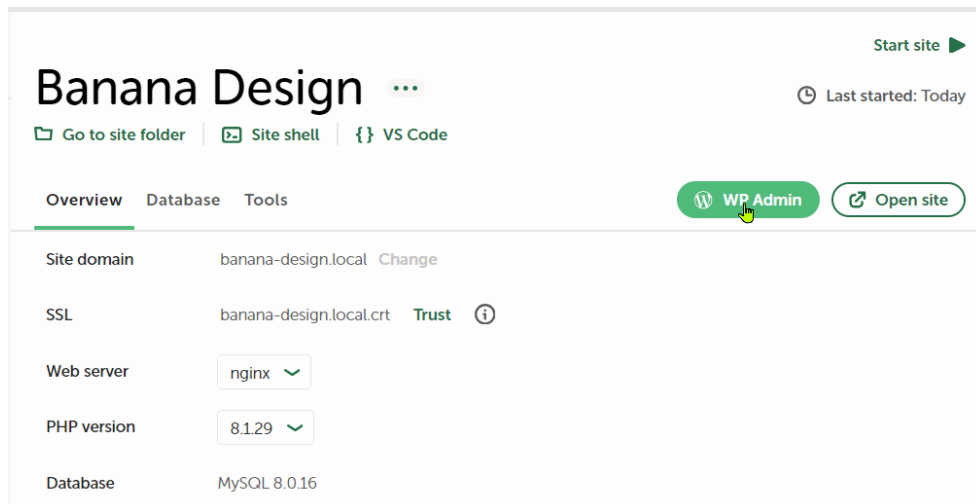 Start site
Banana Design ...
Last started: Today
Go to site folder Site shell { } VS Code
Overview Database Tools WP Admin Open site
Site domain banana-design.local Change
SSL banana-design.local.crt Trust
Web server nginx
PHP version 8.1.29
Database MySQL 8.0.16